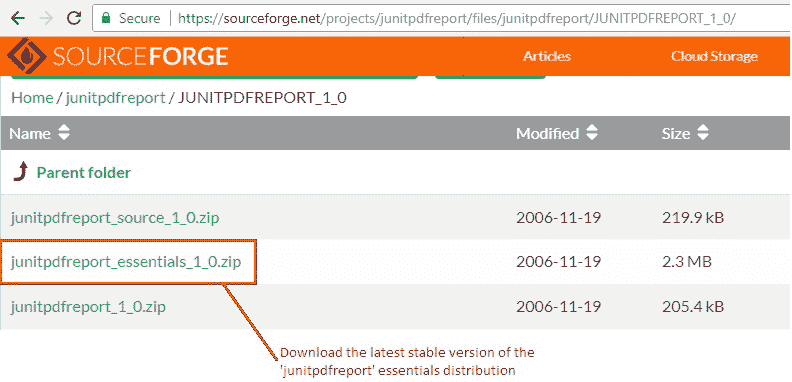 Secure https://sourceforge.net/projects/junitpdfreport/files/junitpdfreport/JUNITPDFREPORT_1_0/
SOURCEFORGE Articles Cloud Storage
Home / junitpdfreport / JUNITPDFREPORT_1_0
Name Modified Size
Parent folder
junitpdfreport_source_1_0.zip 2006-11-19 219.9 kB
junitpdfreport_essentials_1_0.zip 2006-11-19 2.3 MB
junitpdfreport_1_0.zip 2006-11-19 205.4 kB
Download the latest stable version of the
'junitpdfreport' essentials distribution